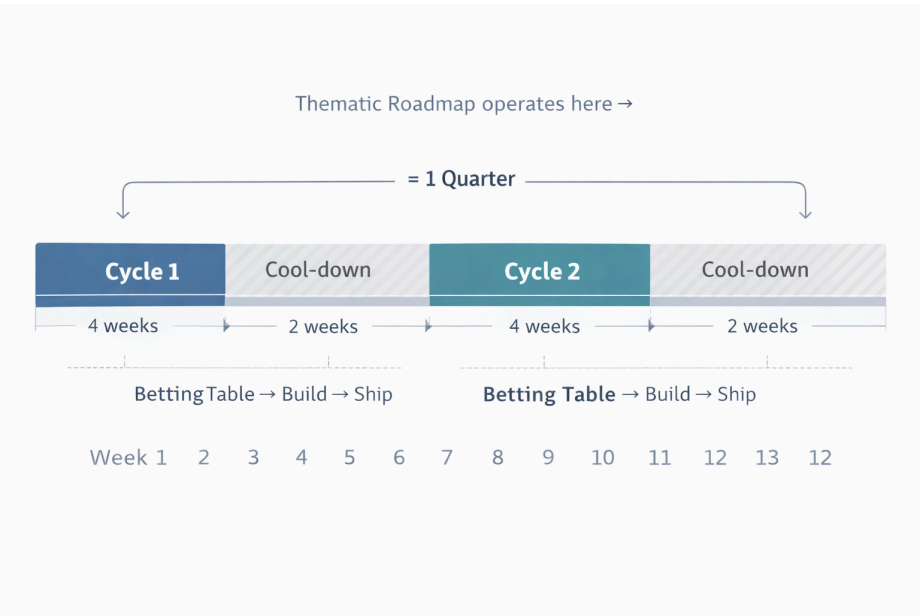 Thematic Roadmap operates here →
= 1 Quarter
Cycle 1 Cool-down Cycle 2 Cool-down
4 weeks 2 weeks 4 weeks 2 weeks
Betting Table → Build → Ship Betting Table → Build → Ship
Week 1 2 3 4 5 6 7 8 9 10 11 12 13 12